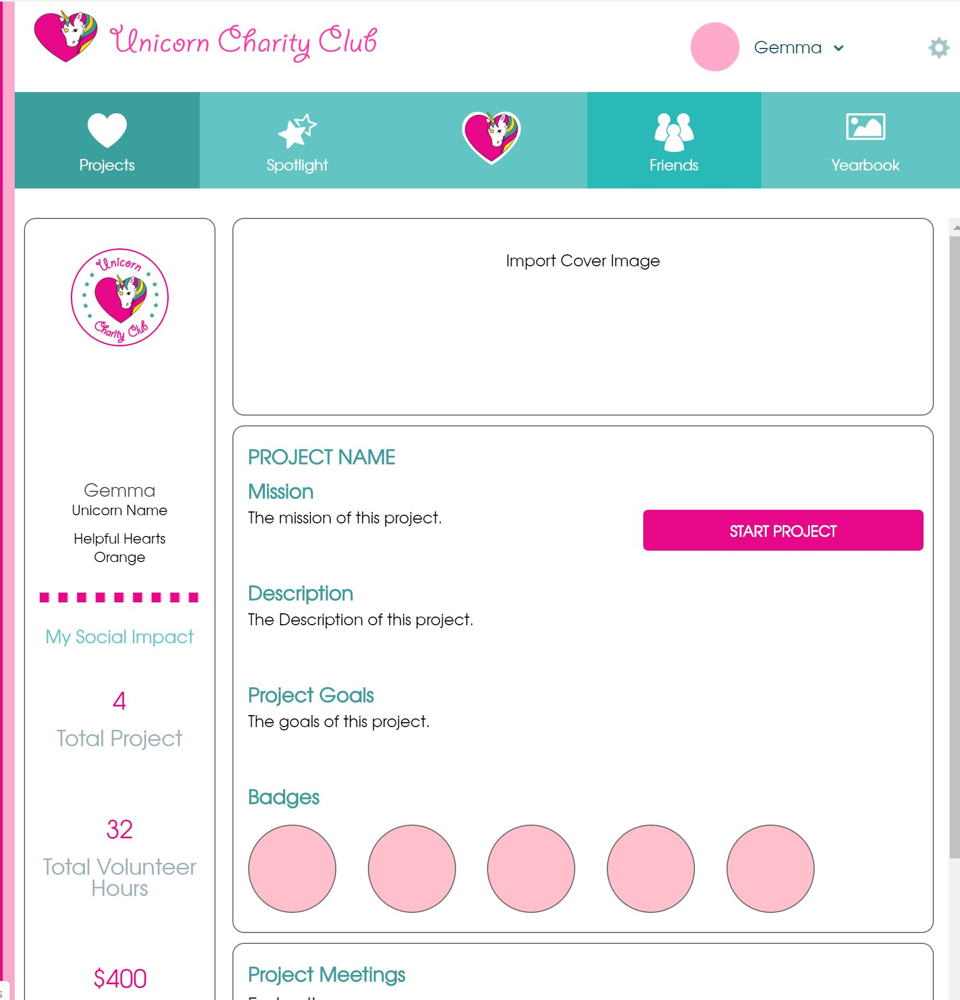 Unicorn Charity Club
Gemma
Projects
Spotlight
Friends
Yearbook
Unicorn
Charity Club
Gemma
Unicorn Name
Helpful Hearts
Orange
My Social Impact
4
Total Project
32
Total Volunteer
Hours
$400
Import Cover Image
PROJECT NAME
Mission
The mission of this project.
START PROJECT
Description
The Description of this project.
Project Goals
The goals of this project.
Badges
Project Meetings